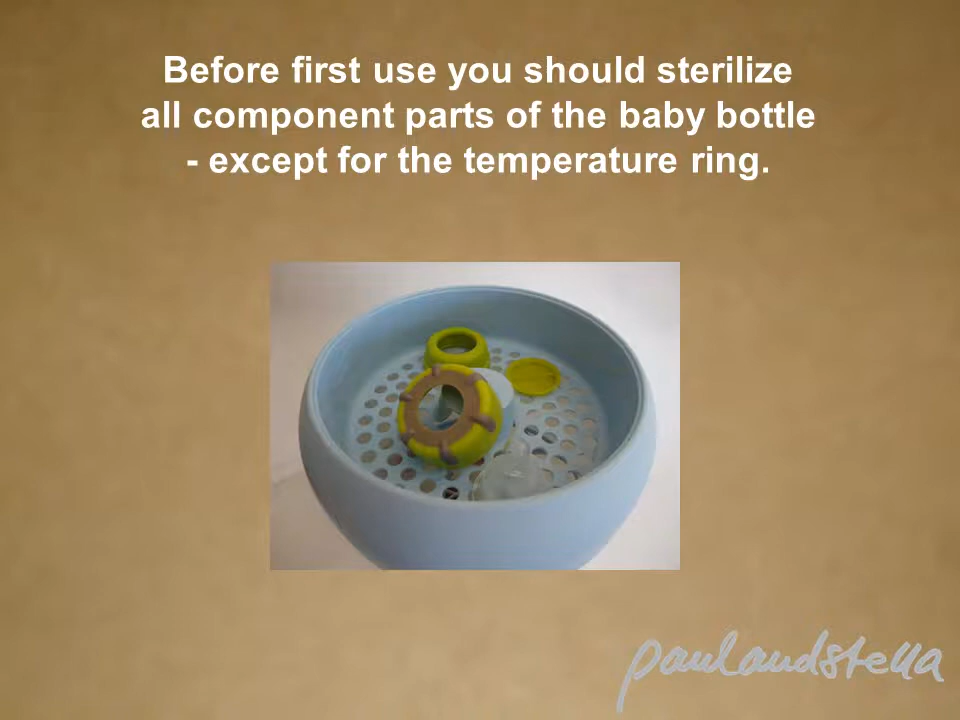 Before first use you should sterilize
all component parts of the baby bottle
- except for the temperature ring.
paulandstella